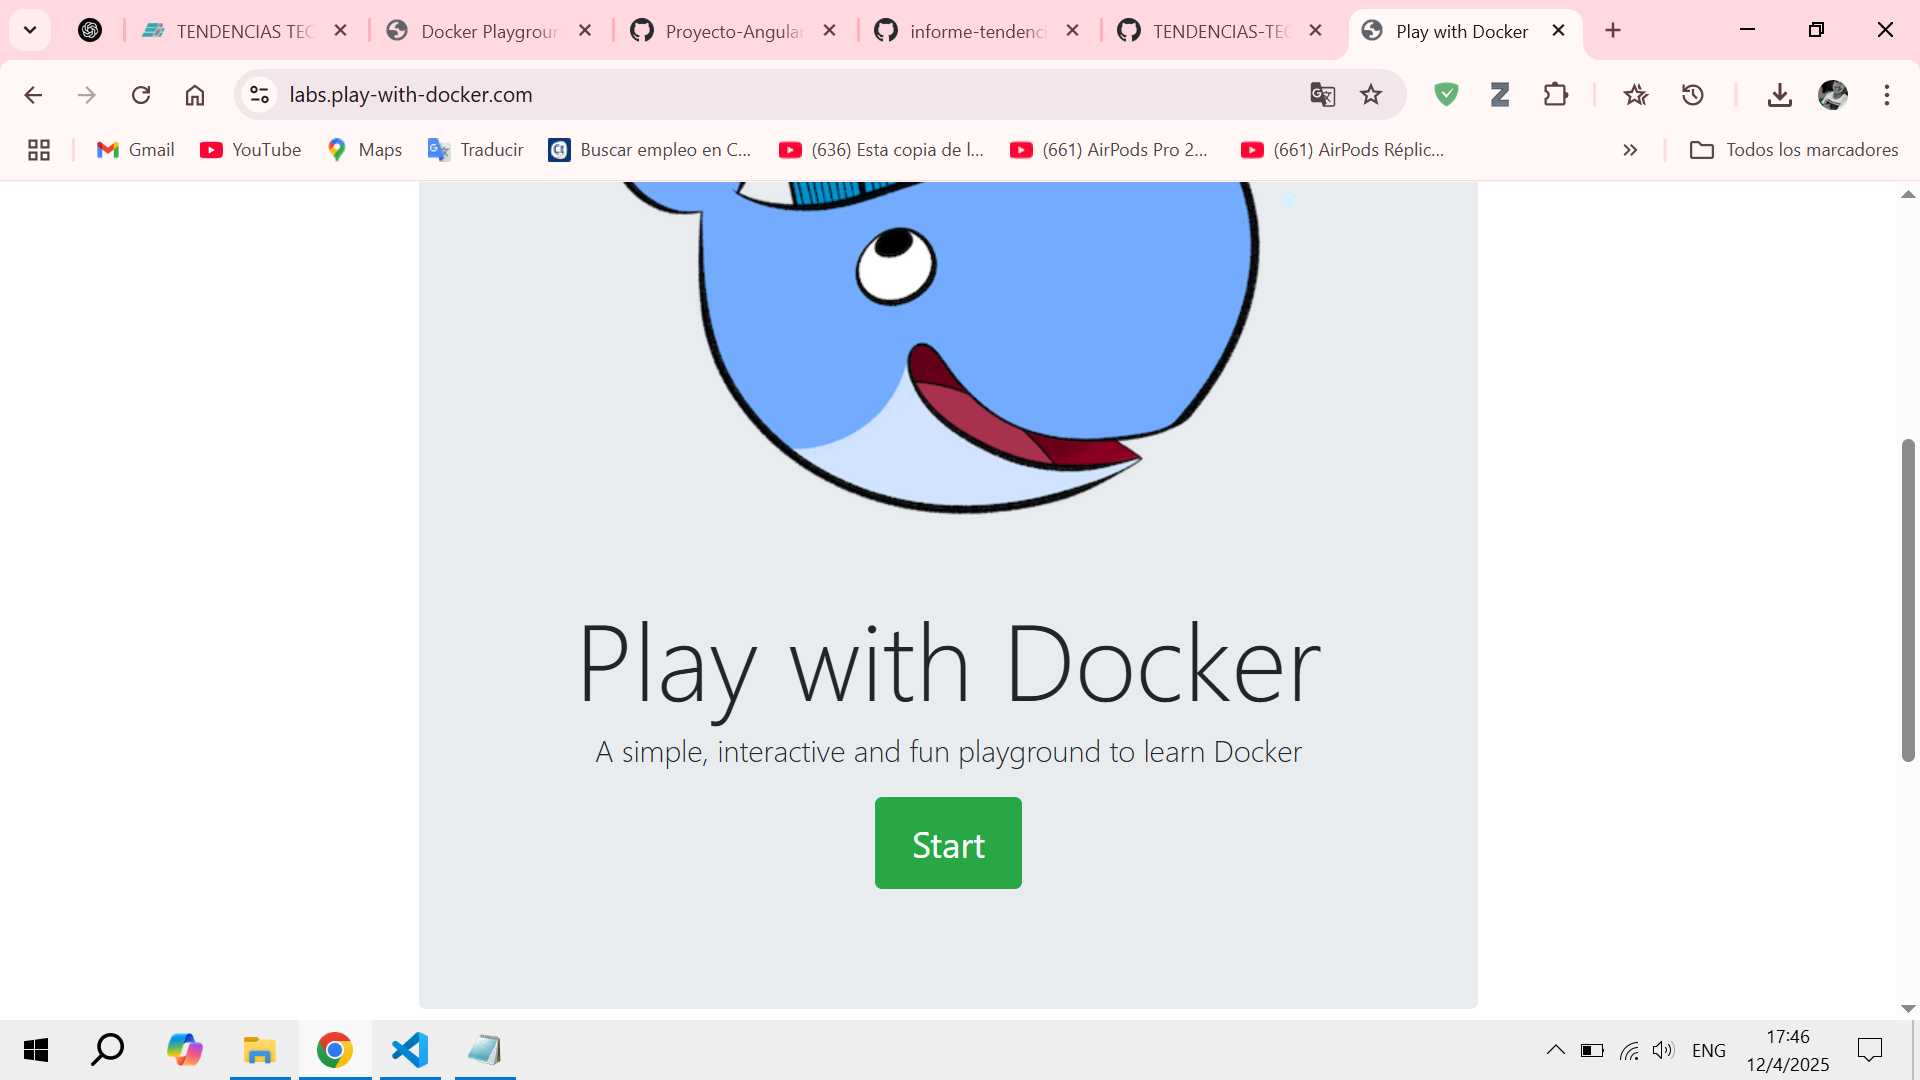 TENDENCIAS TEC
Docker Playgroun
Proyecto-Angular
informe-tendenci
TENDENCIAS-TEC
Play with Docker
labs.play-with-docker.com
Gmail
YouTube
Maps
Traducir
Buscar empleo en C...
(636) Esta copia de l...
(661) AirPods Pro 2...
(661) AirPods Réplic...
Todos los marcadores
Play with Docker
A simple, interactive and fun playground to learn Docker
Start
ENG
17:46
12/4/2025